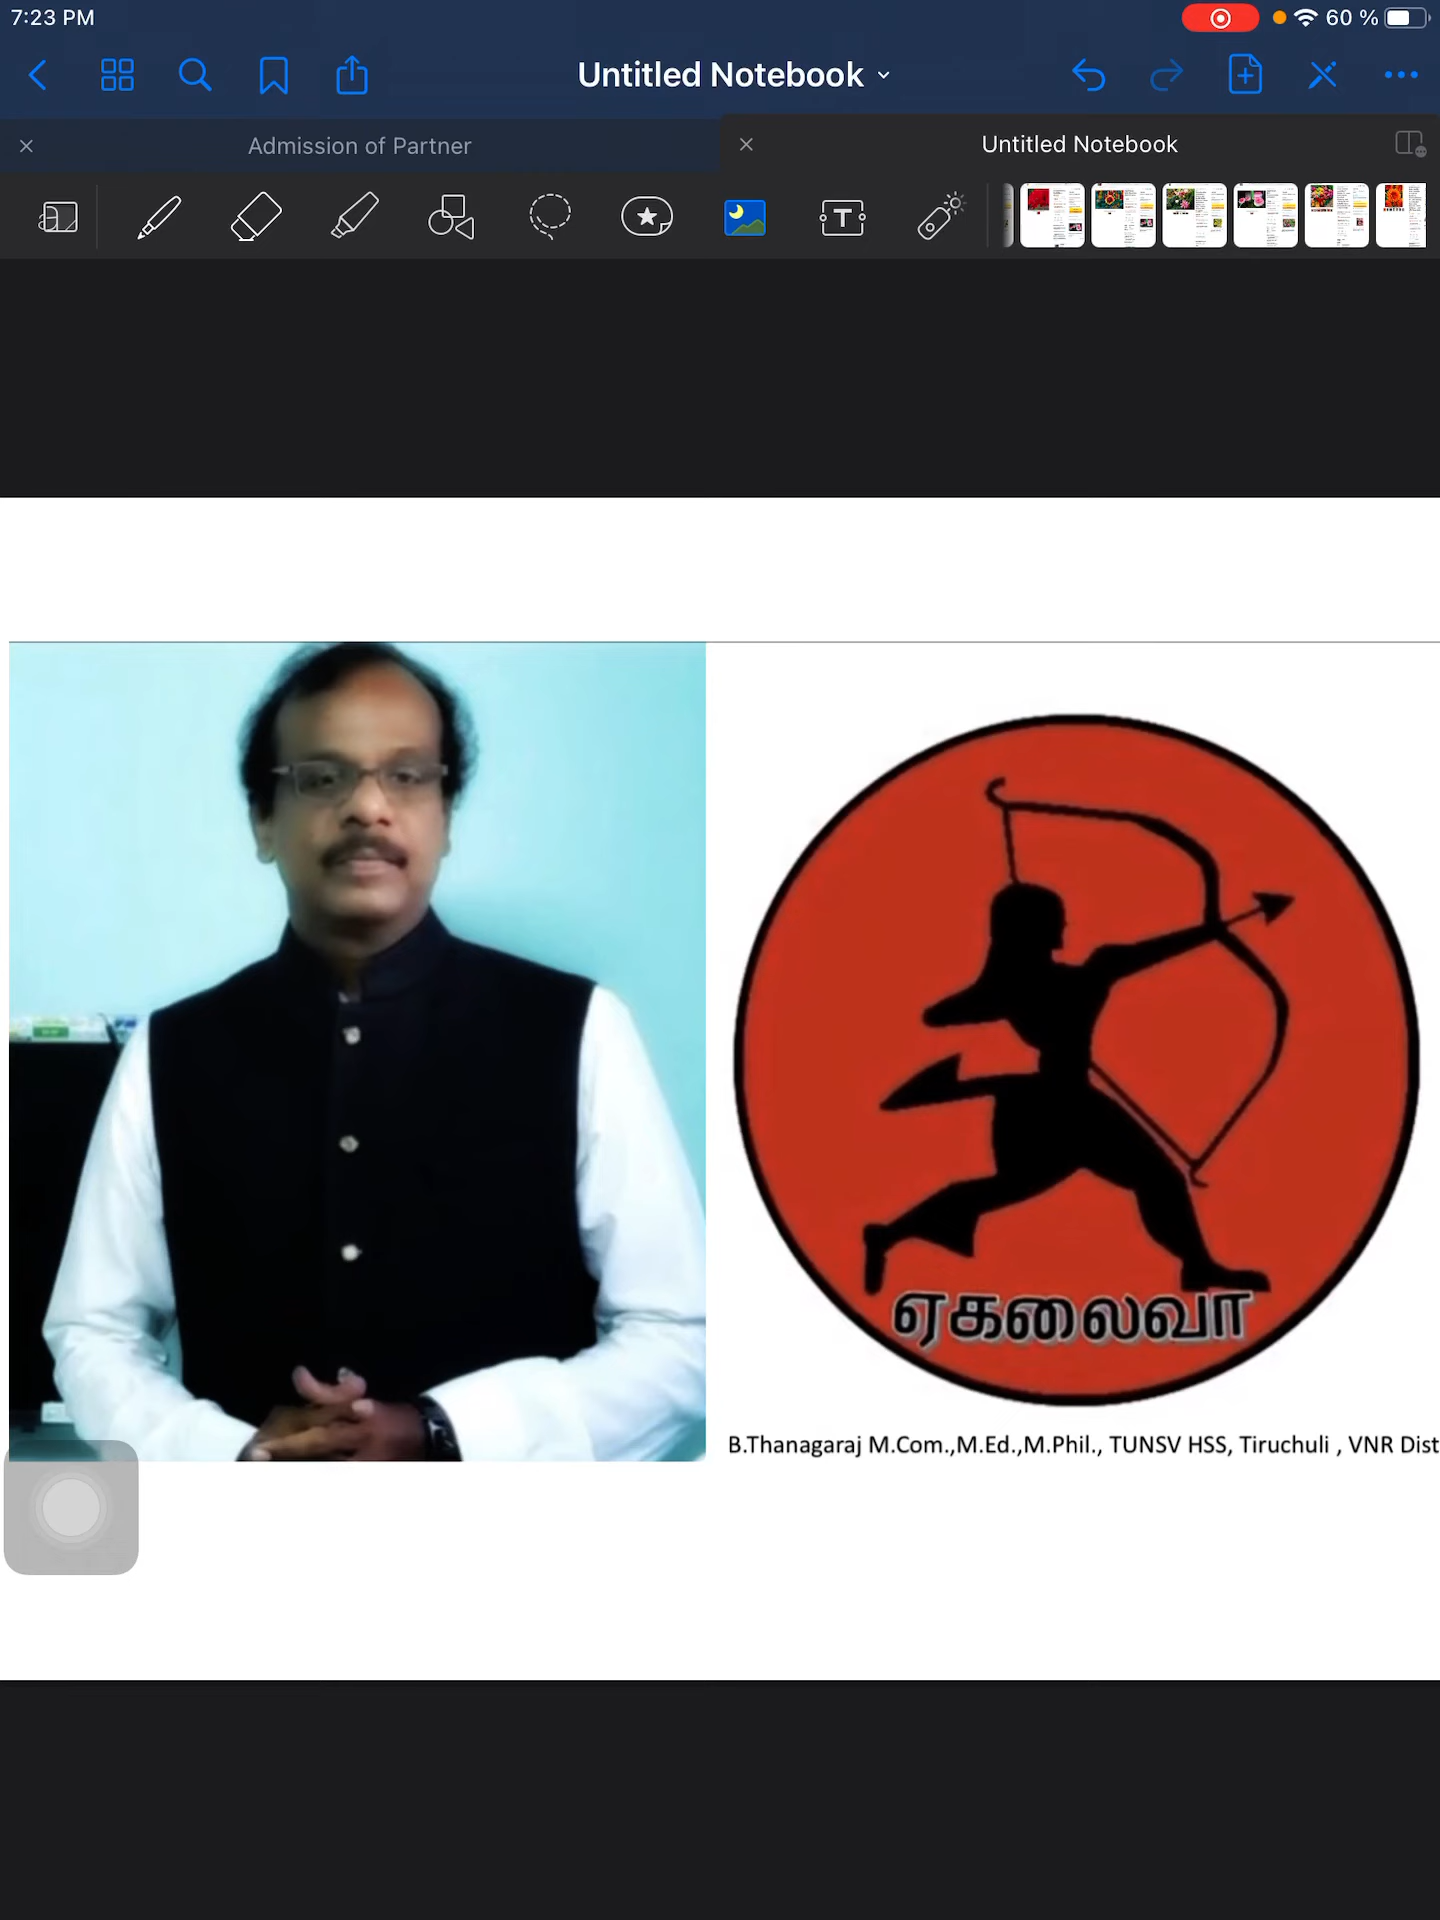 7:23 PM
60 %
Untitled Notebook
Admission of Partner
Untitled Notebook
T
ஏகலைவா
B.Thanagaraj M.Com.,M.Ed.,M.Phil., TUNSV HSS, Tiruchuli , VNR Dist